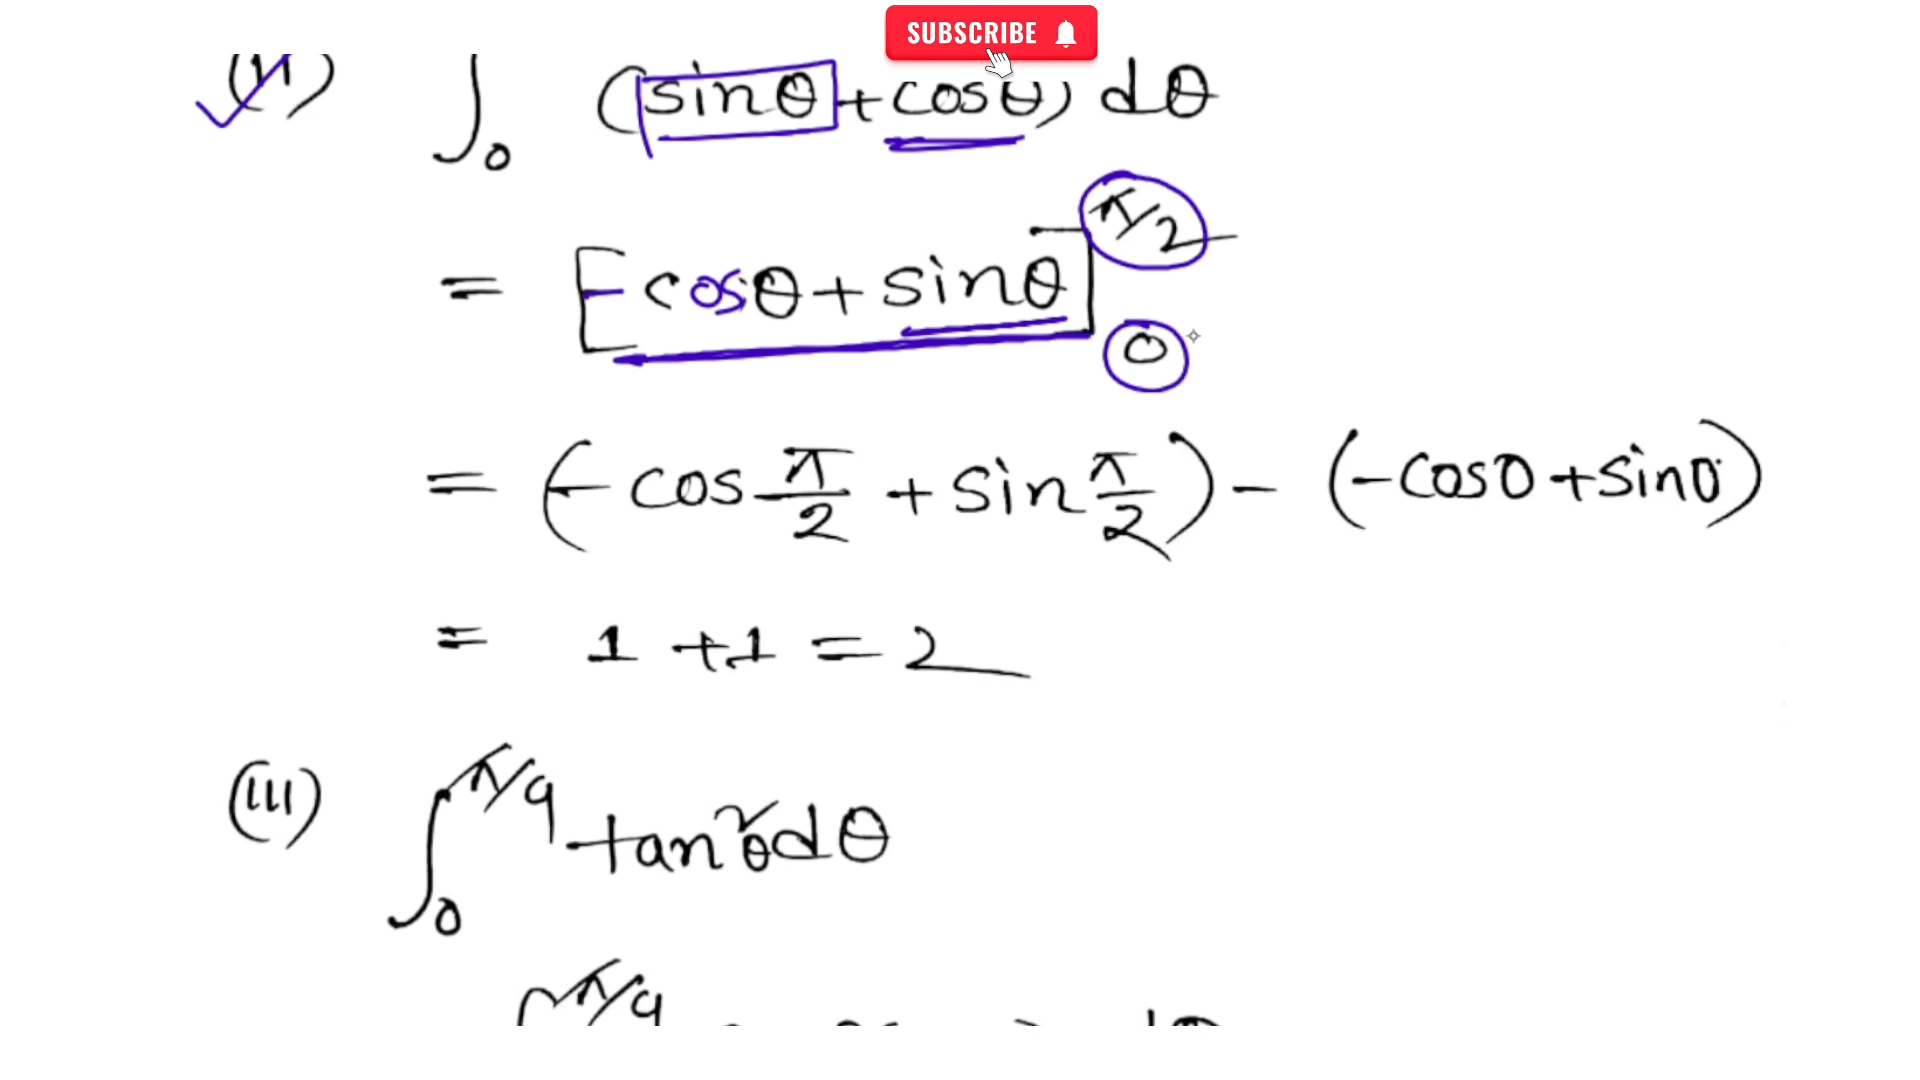 SUBSCRIBE
(ii) ∫₀ (sinθ + cosθ) dθ
= [-cosθ + sinθ]₀^π/2
= (-cos π/2 + sin π/2) - (-cos0 + sin0)
= 1 + 1 = 2
(iii) ∫₀^π/4 tan²θ dθ
π/4